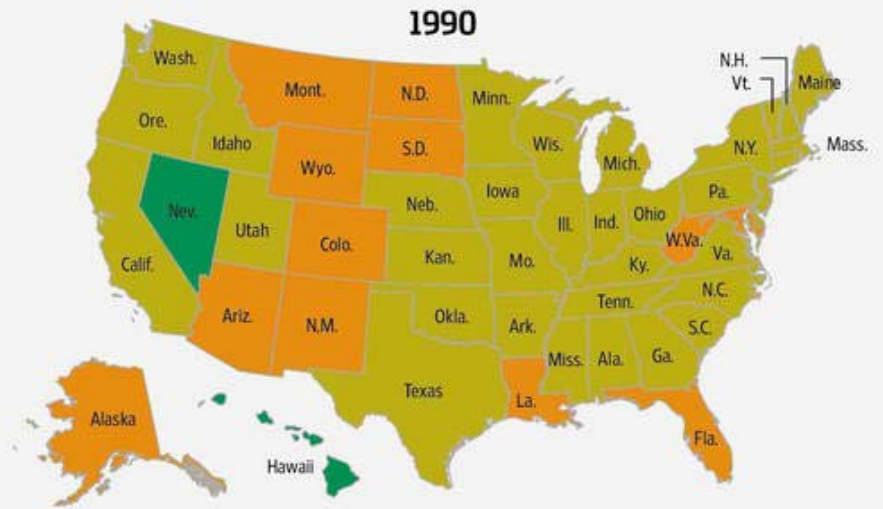 1990
N.H.
Vt.
Maine
Wash.
Mont.
N.D.
Minn.
Ore.
Idaho
S.D.
Wis.
Mich.
N.Y.
Mass.
Wyo.
Nev.
Utah
Colo.
Neb.
Iowa
Ill.
Ind.
Ohio
Pa.
Calif.
Kan.
Mo.
W.Va.
Va.
Ky.
Ariz.
N.M.
Okla.
Ark.
Tenn.
N.C.
S.C.
Texas
Miss.
Ala.
Ga.
La.
Fla.
Alaska
Hawaii